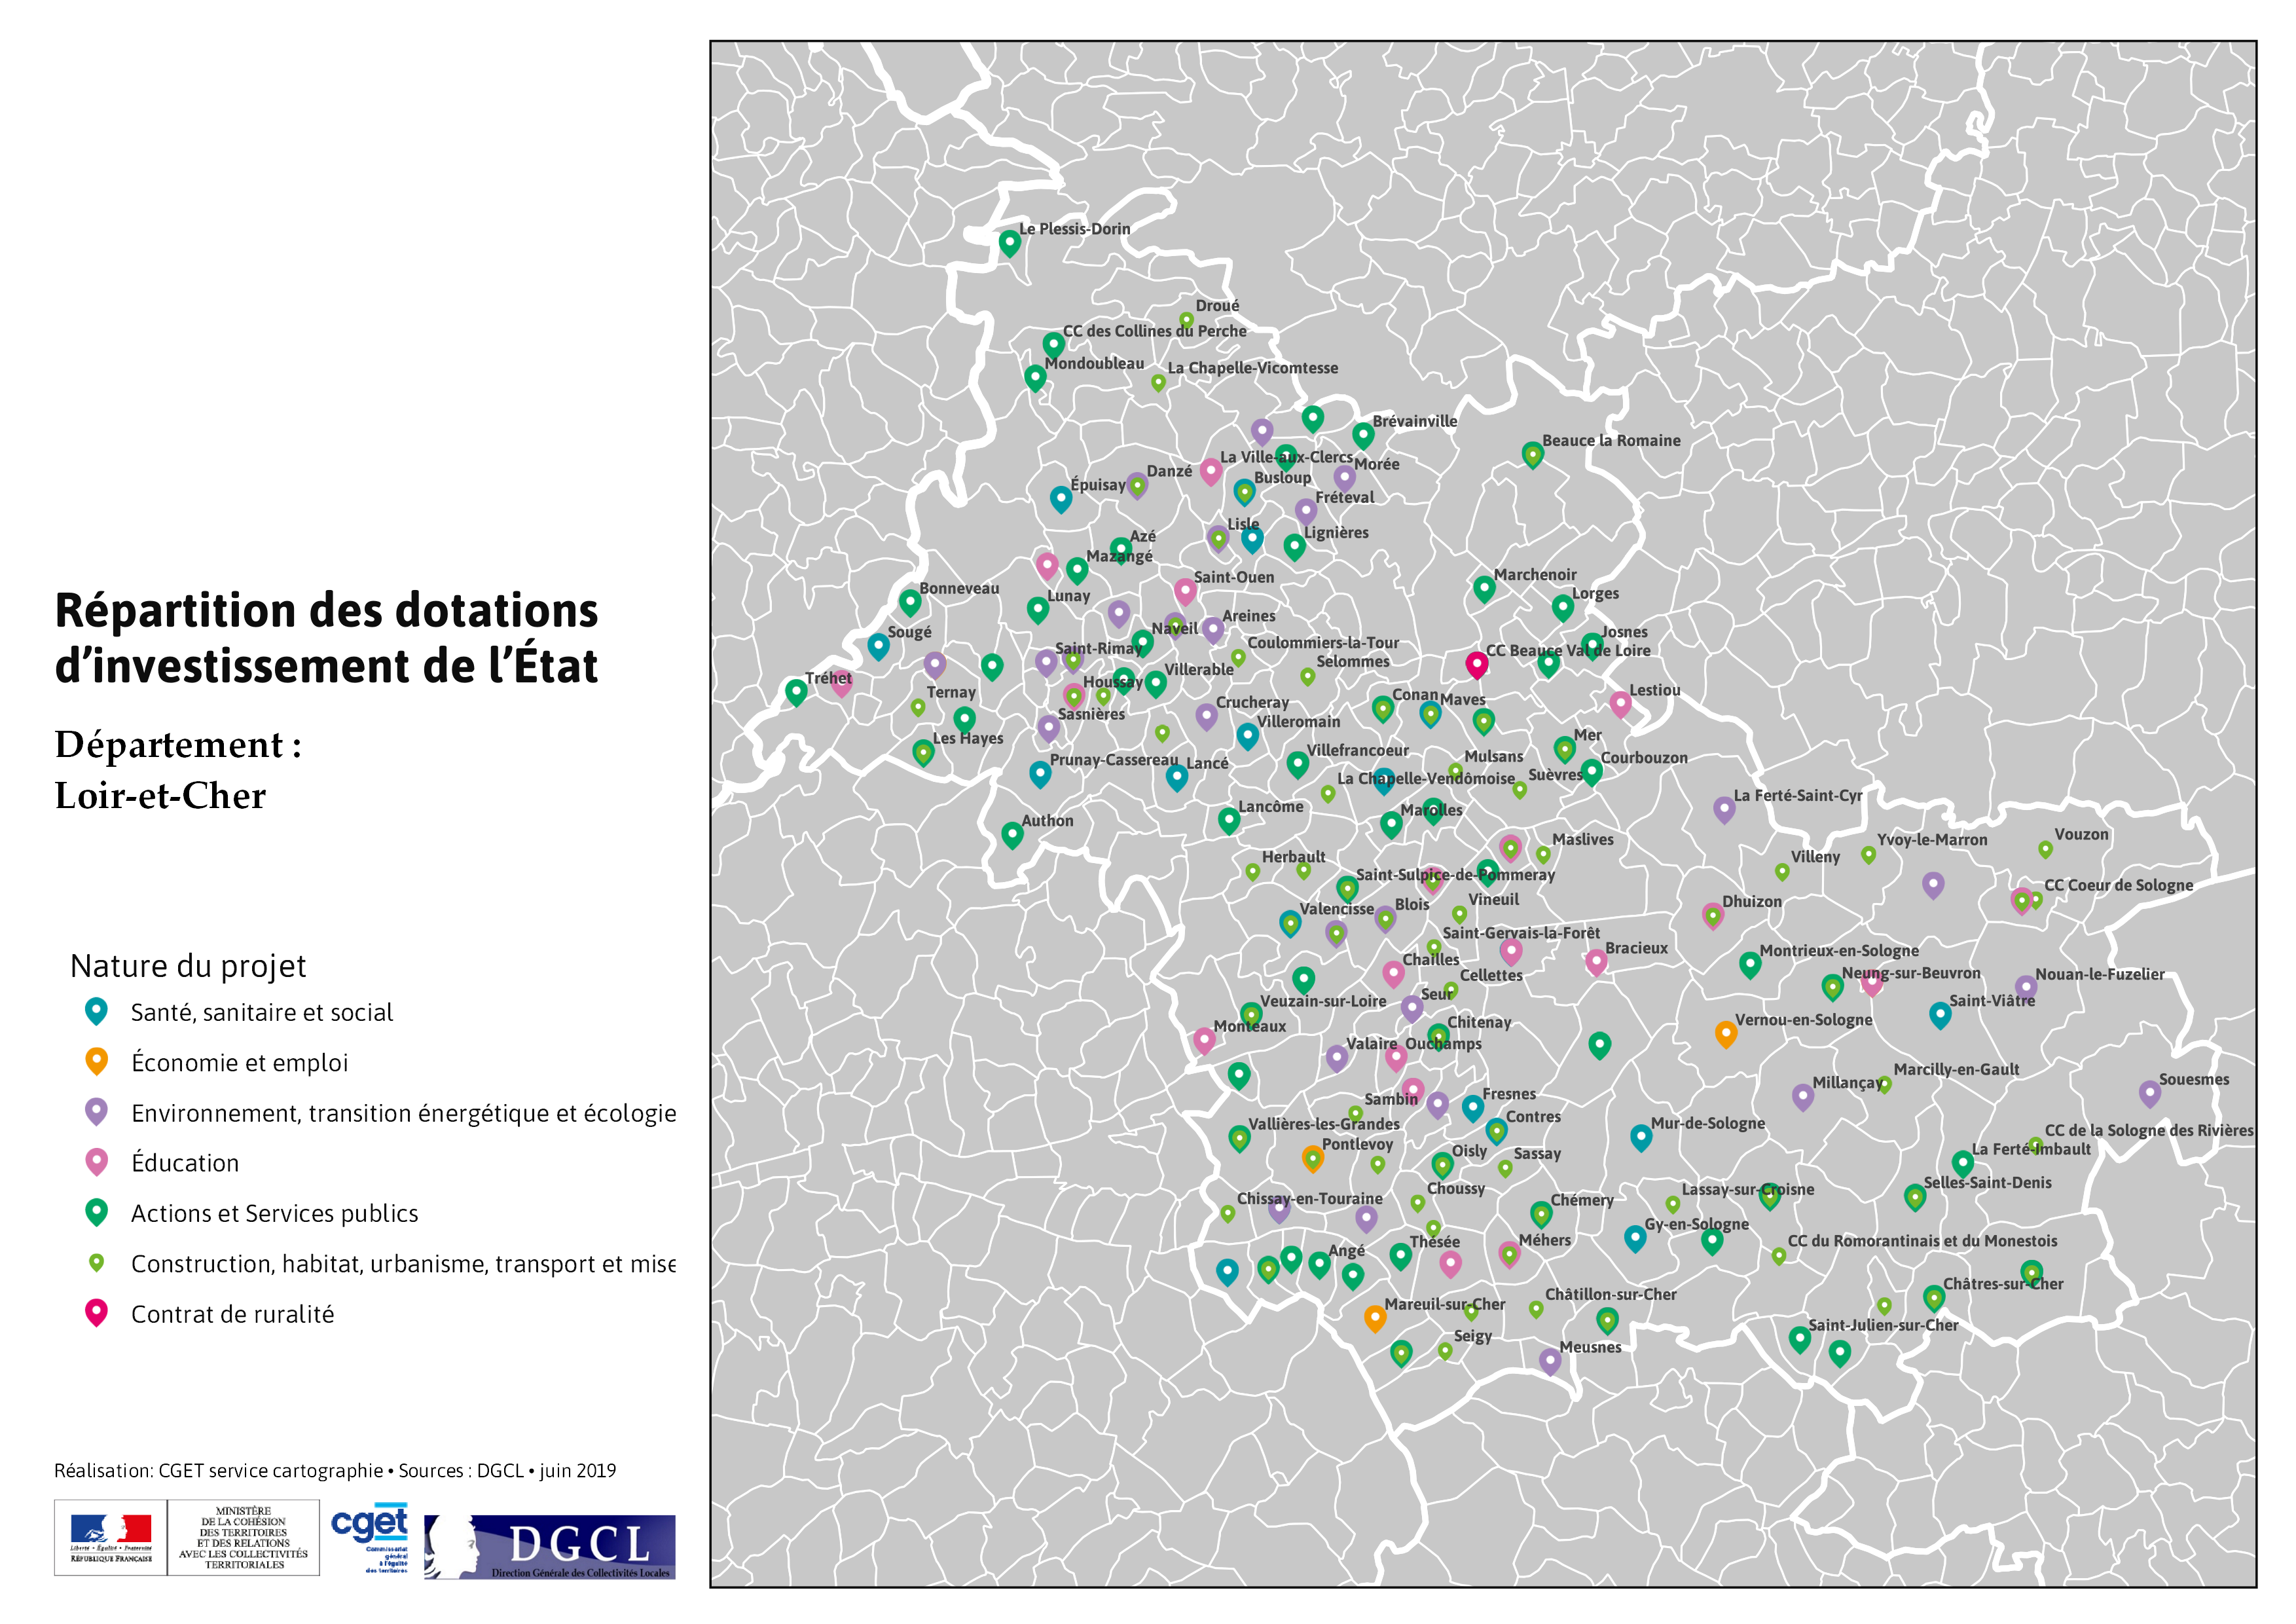 Répartition des dotations
d’investissement de l’État
Département :
Loir-et-Cher
Nature du projet
Santé, sanitaire et social
Économie et emploi
Environnement, transition énergétique et écologie
Éducation
Actions et Services publics
Construction, habitat, urbanisme, transport et mise
Contrat de ruralité
Réalisation: CGET service cartographie • Sources : DGCL • juin 2019
Liberté • Égalité • Fraternité
RÉPUBLIQUE FRANÇAISE
MINISTÈRE
DE LA COHÉSION
DES TERRITOIRES
ET DES RELATIONS
AVEC LES COLLECTIVITÉS
TERRITORIALES
cget
Commissariat
général
à l'égalité
des territoires
DGCL
Direction Générale des Collectivités Locales
Le Plessis-Dorin
Droué
CC des Collines du Perche
Mondoubleau
La Chapelle-Vicomtesse
Brévainville
Beauce la Romaine
La Ville-aux-Clercs
Morée
Danzé
Busloup
Épuisay
Fréteval
Lisle
Lignières
Azé
Mazangé
Marchenoir
Saint-Ouen
Bonneveau
Lunay
Lorges
Areines
Naveil
Sougé
Josnes
Coulommiers-la-Tour
Saint-Rimay
CC Beauce Val de Loire
Selommes
Villerable
Tréhet
Houssay
Ternay
Lestiou
Conan
Maves
Crucheray
Sasnières
Villeromain
Les Hayes
Mer
Villefrancoeur
Mulsans
Courbouzon
Prunay-Cassereau
Lancé
La Chapelle-Vendômoise
Suèvres
La Ferté-Saint-Cyr
Lancôme
Marolles
Authon
Maslives
Yvoy-le-Marron
Vouzon
Herbault
Villeny
Saint-Sulpice-de-Pommeray
CC Coeur de Sologne
Vineuil
Dhuizon
Blois
Valencisse
Saint-Gervais-la-Forêt
Bracieux
Montrieux-en-Sologne
Chailles
Cellettes
Neung-sur-Beuvron
Nouan-le-Fuzelier
Seur
Veuzain-sur-Loire
Saint-Viâtre
Vernou-en-Sologne
Chitenay
Monteaux
Valaire
Ouchamps
Marcilly-en-Gault
Souesmes
Millançay
Fresnes
Sambin
Contres
Mur-de-Sologne
Vallières-les-Grandes
CC de la Sologne des Rivières
Pontlevoy
La Ferté-Imbault
Oisly
Sassay
Selles-Saint-Denis
Choussy
Lassay-sur-Croisne
Chissay-en-Touraine
Chémery
Gy-en-Sologne
Thésée
Méhers
CC du Romorantinais et du Monestois
Angé
Châtres-sur-Cher
Châtillon-sur-Cher
Mareuil-sur-Cher
Saint-Julien-sur-Cher
Seigy
Meusnes